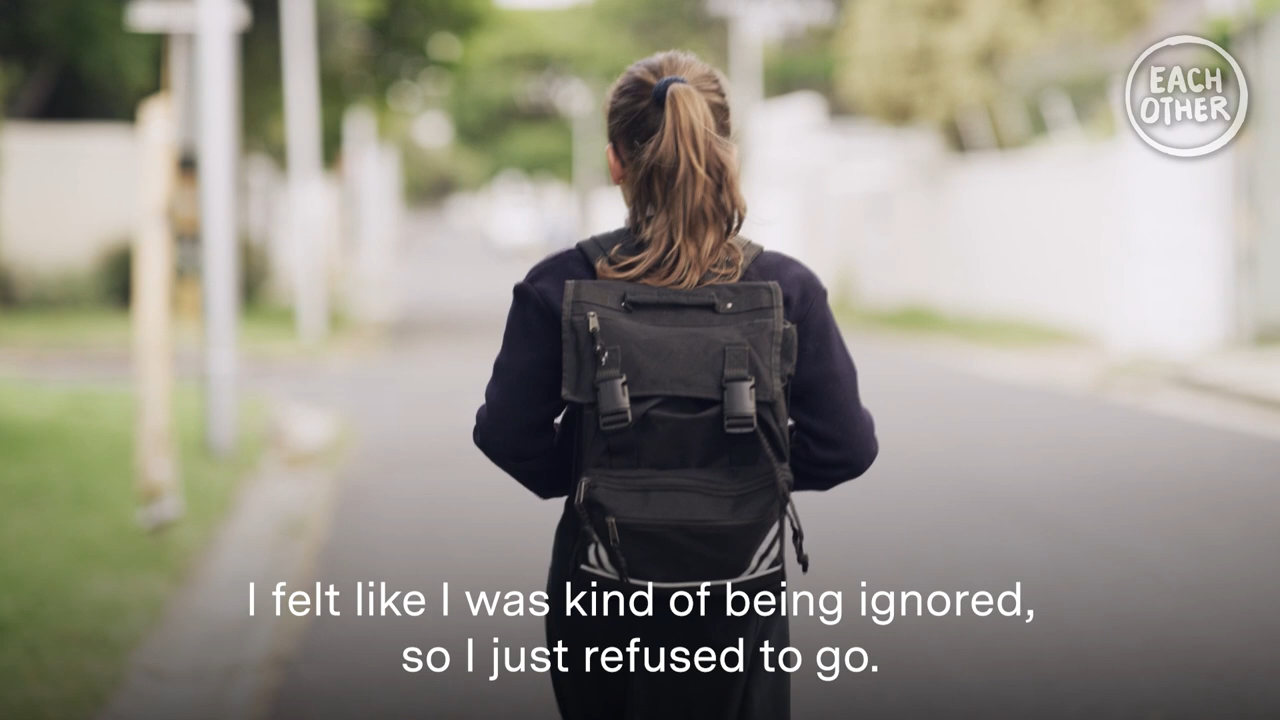 EACH
OTHER
I felt like I was kind of being ignored,
so I just refused to go.